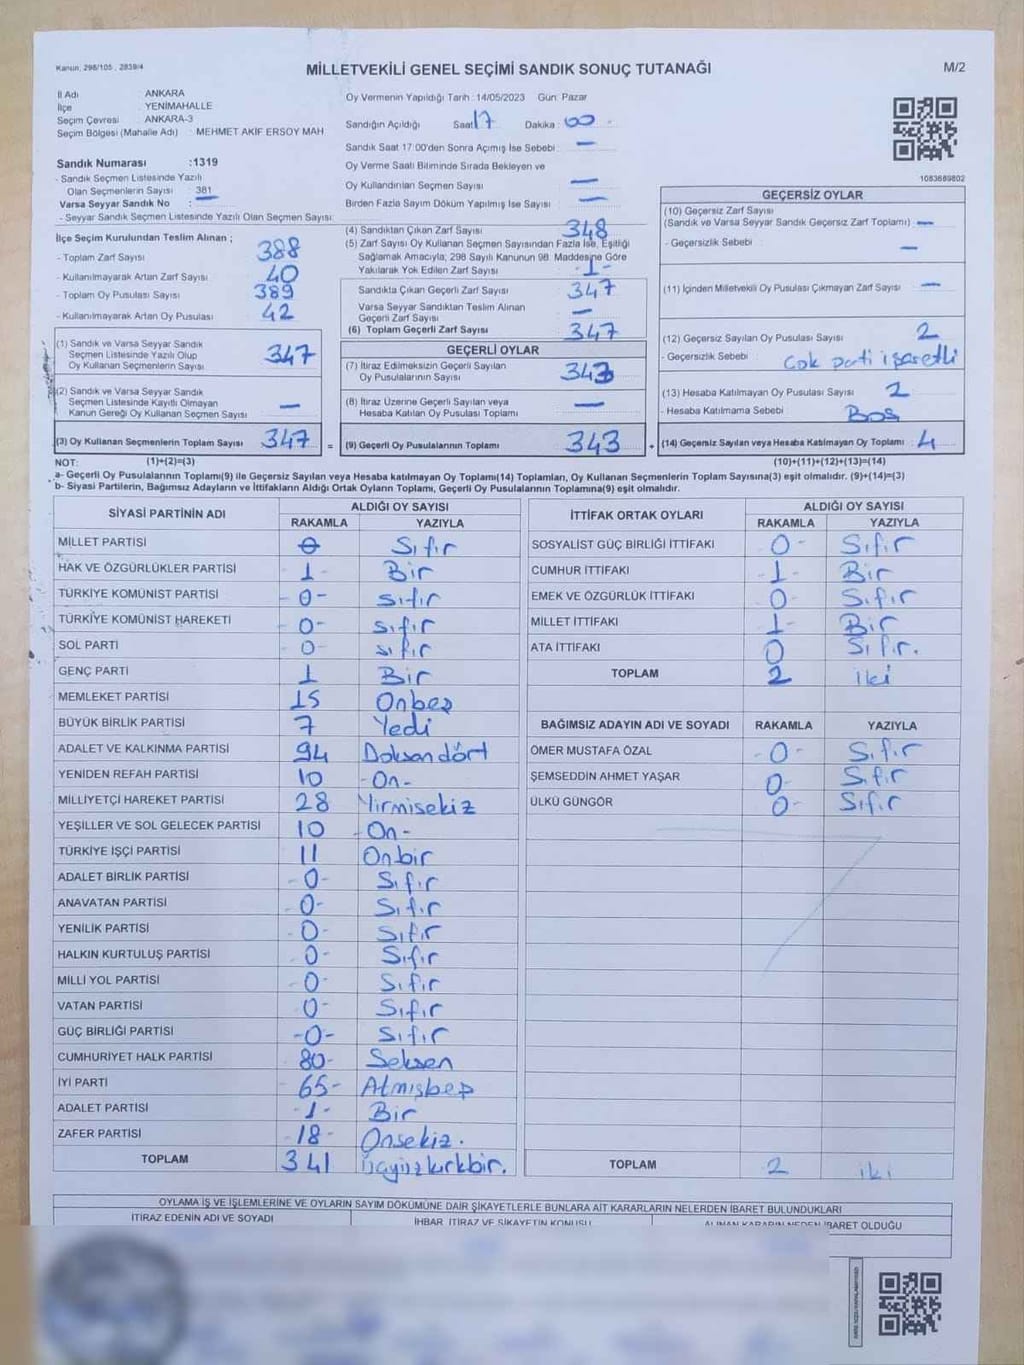 Kanun, 298/105 , 2839/4
MİLLETVEKİLİ GENEL SEÇİMİ SANDIK SONUÇ TUTANAĞI
M/2
İl Adı : ANKARA
İlçe : YENİMAHALLE
Seçim Çevresi : ANKARA-3
Seçim Bölgesi (Mahalle Adı) : MEHMET AKİF ERSOY MAH
Oy Vermenin Yapıldığı Tarih : 14/05/2023 Gün: Pazar
Sandığın Açıldığı Saat 17 Dakika : 00
Sandık Saat 17:00'den Sonra Açımış İse Sebebi : —
Oy Verme Saati Bitiminde Sırada Bekleyen ve
Oy Kullandırılan Seçmen Sayısı —
Birden Fazla Sayım Döküm Yapılmış İse Sayısı —
1083689802
Sandık Numarası :1319
- Sandık Seçmen Listesinde Yazılı
Olan Seçmenlerin Sayısı : 381
Varsa Seyyar Sandık No : —
- Seyyar Sandık Seçmen Listesinde Yazılı Olan Seçmen Sayısı:
İlçe Seçim Kurulundan Teslim Alınan ;
- Toplam Zarf Sayısı : 388
- Kullanılmayarak Artan Zarf Sayısı : 40
- Toplam Oy Pusulası Sayısı : 389
- Kullanılmayarak Artan Oy Pusulası : 42
(4) Sandıktan Çıkan Zarf Sayısı : 348
(5) Zarf Sayısı Oy Kullanan Seçmen Sayısından Fazla İse, Eşitliği
Sağlamak Amacıyla; 298 Sayılı Kanunun 98. Maddesine Göre
Yakılarak Yok Edilen Zarf Sayısı -1-
Sandıkta Çıkan Geçerli Zarf Sayısı : 347
Varsa Seyyar Sandıktan Teslim Alınan
Geçerli Zarf Sayısı : —
(6) Toplam Geçerli Zarf Sayısı : 347
GEÇERSİZ OYLAR
(10) Geçersiz Zarf Sayısı
(Sandık ve Varsa Seyyar Sandık Geçersiz Zarf Toplamı) : —
- Geçersizlik Sebebi : —
(11) İçinden Milletvekili Oy Pusulası Çıkmayan Zarf Sayısı : —
(12) Geçersiz Sayılan Oy Pusulası Sayısı : 2
- Geçersizlik Sebebi : Çok parti işaretli
(13) Hesaba Katılmayan Oy Pusulası Sayısı : 2
- Hesaba Katılmama Sebebi : Boş
(14) Geçersiz Sayılan veya Hesaba Katılmayan Oy Toplamı : 4
(1) Sandık ve Varsa Seyyar Sandık
Seçmen Listesinde Yazılı Olup
Oy Kullanan Seçmenlerin Sayısı : 347
(2) Sandık ve Varsa Seyyar Sandık
Seçmen Listesinde Kayıtlı Olmayan
Kanun Gereği Oy Kullanan Seçmen Sayısı : —
(3) Oy Kullanan Seçmenlerin Toplam Sayısı : 347 =
GEÇERLİ OYLAR
(7) İtiraz Edilmeksizin Geçerli Sayılan
Oy Pusulalarının Sayısı : 343
(8) İtiraz Üzerine Geçerli Sayılan veya
Hesaba Katılan Oy Pusulası Toplamı : —
(9) Geçerli Oy Pusulalarının Toplamı : 343 +
NOT: (1)+(2)=(3)
(10)+(11)+(12)+(13)=(14)
a- Geçerli Oy Pusulalarının Toplamı(9) ile Geçersiz Sayılan veya Hesaba katılmayan Oy Toplamı(14) Toplamları, Oy Kullanan Seçmenlerin Toplam Sayısına(3) eşit olmalıdır. (9)+(14)=(3)
b- Siyasi Partilerin, Bağımsız Adayların ve İttifakların Aldığı Ortak Oyların Toplamı, Geçerli Oy Pusulalarının Toplamına(9) eşit olmalıdır.
SİYASİ PARTİNİN ADI ALDIĞI OY SAYISI
RAKAMLA YAZIYLA
MİLLET PARTİSİ 0 Sıfır
HAK VE ÖZGÜRLÜKLER PARTİSİ 1 Bir
TÜRKİYE KOMÜNİST PARTİSİ 0- sıfır
TÜRKİYE KOMÜNİST HAREKETİ 0- sıfır
SOL PARTİ 0- sıfır
GENÇ PARTİ 1 Bir
MEMLEKET PARTİSİ 15 Onbeş
BÜYÜK BİRLİK PARTİSİ 7 Yedi
ADALET VE KALKINMA PARTİSİ 94 Doksandört
YENİDEN REFAH PARTİSİ 10 -On-
MİLLİYETÇİ HAREKET PARTİSİ 28 Yirmisekiz
YEŞİLLER VE SOL GELECEK PARTİSİ 10 -On-
TÜRKİYE İŞÇİ PARTİSİ 11 Onbir
ADALET BİRLİK PARTİSİ -0- Sıfır
ANAVATAN PARTİSİ -0- Sıfır
YENİLİK PARTİSİ -0- Sıfır
HALKIN KURTULUŞ PARTİSİ -0- Sıfır
MİLLİ YOL PARTİSİ -0- Sıfır
VATAN PARTİSİ -0- Sıfır
GÜÇ BİRLİĞİ PARTİSİ -0- Sıfır
CUMHURİYET HALK PARTİSİ 80- Seksen
İYİ PARTİ -65- Atmışbeş
ADALET PARTİSİ -1- Bir
ZAFER PARTİSİ -18- Onsekiz.
TOPLAM 341 üçyüzkırkbir.
İTTİFAK ORTAK OYLARI ALDIĞI OY SAYISI
RAKAMLA YAZIYLA
SOSYALİST GÜÇ BİRLİĞİ İTTİFAKI 0- Sıfır
CUMHUR İTTİFAKI -1- Bir
EMEK VE ÖZGÜRLÜK İTTİFAKI 0- Sıfır
MİLLET İTTİFAKI 1- Bir
ATA İTTİFAKI 0 Sıfır.
TOPLAM 2 iki
BAĞIMSIZ ADAYIN ADI VE SOYADI RAKAMLA YAZIYLA
ÖMER MUSTAFA ÖZAL -0- Sıfır
ŞEMSEDDİN AHMET YAŞAR 0- Sıfır
ÜLKÜ GÜNGÖR 0- Sıfır
TOPLAM 2 iki
OYLAMA İŞ VE İŞLEMLERİNE VE OYLARIN SAYIM DÖKÜMÜNE DAİR ŞİKAYETLERLE BUNLARA AİT KARARLARIN NELERDEN İBARET BULUNDUKLARI
İTİRAZ EDENİN ADI VE SOYADI İHBAR, İTİRAZ VE ŞİKAYETİN KONUSU ALINAN KARARIN NEDEN İBARET OLDUĞU